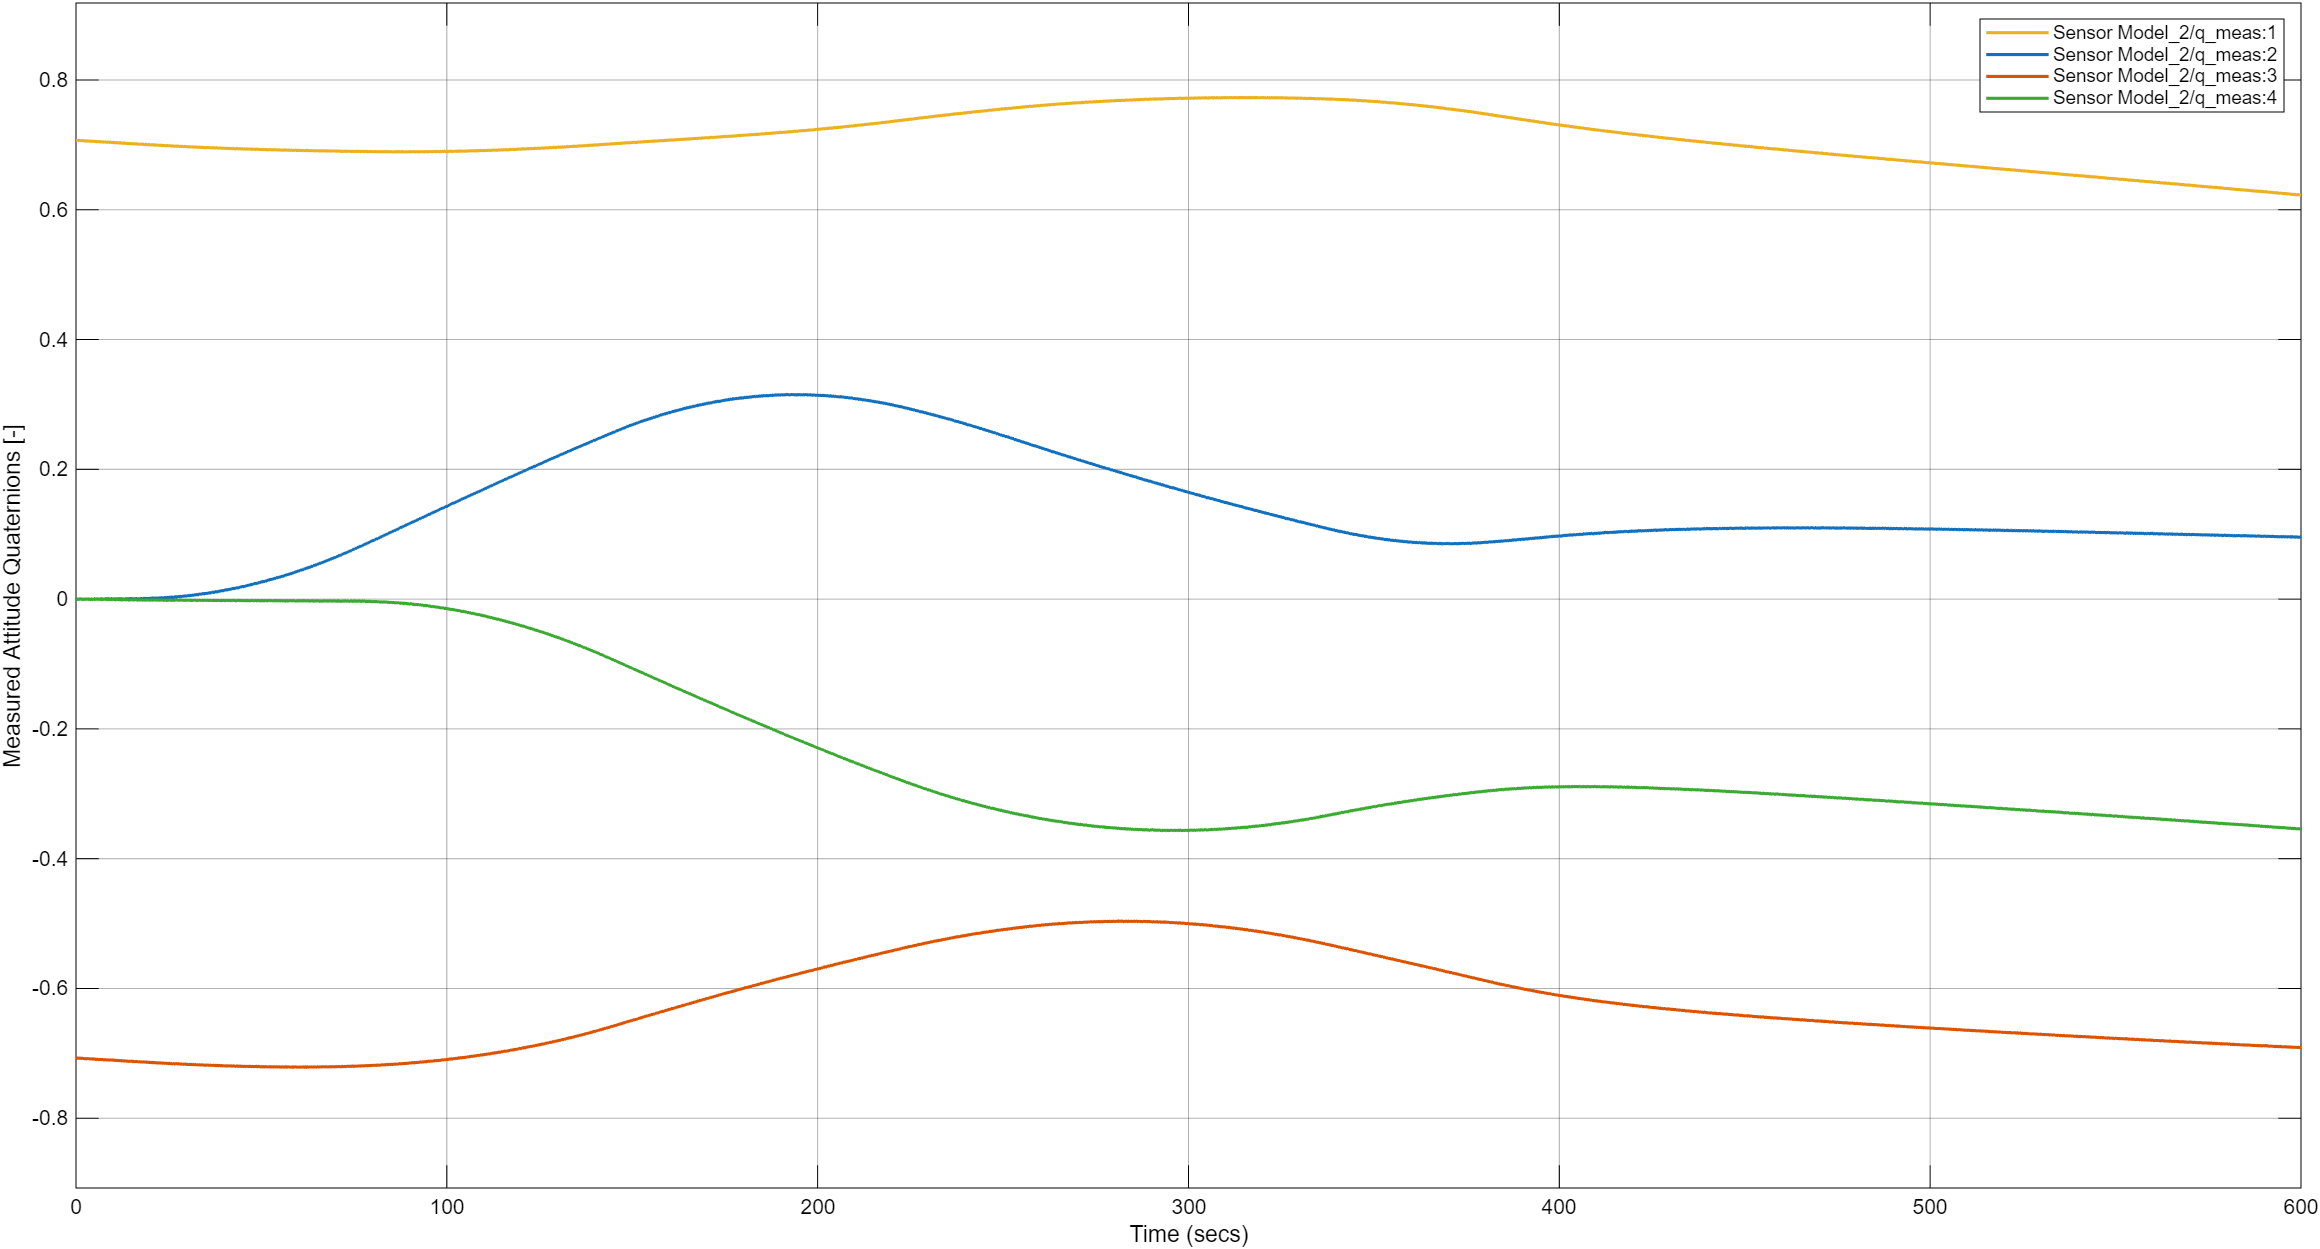 Sensor Model_2/q_meas:1
Sensor Model_2/q_meas:2
Sensor Model_2/q_meas:3
Sensor Model_2/q_meas:4
Measured Attitude Quaternions [-]
0.8
0.6
0.4
0.2
0
-0.2
-0.4
-0.6
-0.8
0 100 200 300 400 500 600
Time (secs)